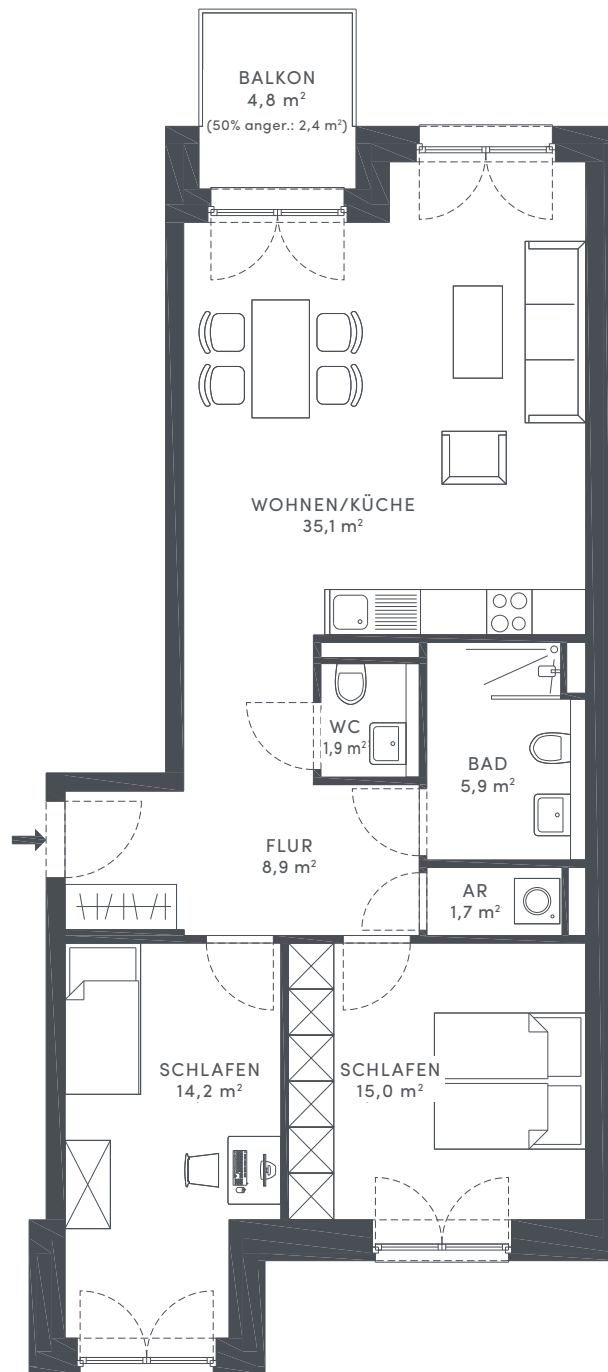 BALKON
4,8 m²
(50% anger.: 2,4 m²)
WOHNEN/KÜCHE
35,1 m²
WC
1,9 m²
BAD
5,9 m²
FLUR
8,9 m²
AR
1,7 m²
SCHLAFEN
14,2 m²
SCHLAFEN
15,0 m²